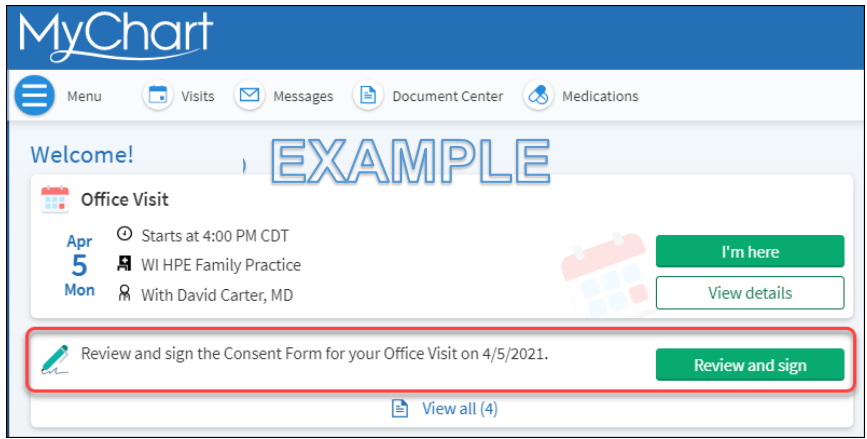 MyChart
Menu Visits Messages Document Center Medications
Welcome!
EXAMPLE
Office Visit
Apr
5
Mon
Starts at 4:00 PM CDT
WI HPE Family Practice
With David Carter, MD
I'm here
View details
Review and sign the Consent Form for your Office Visit on 4/5/2021.
Review and sign
View all (4)